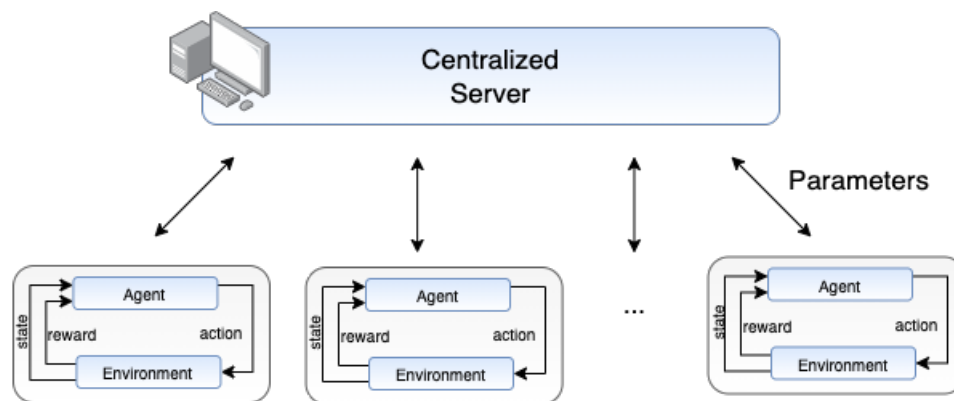 Centralized
Server
Parameters
Agent
state
reward
action
Environment
Agent
state
reward
action
Environment
...
Agent
state
reward
action
Environment